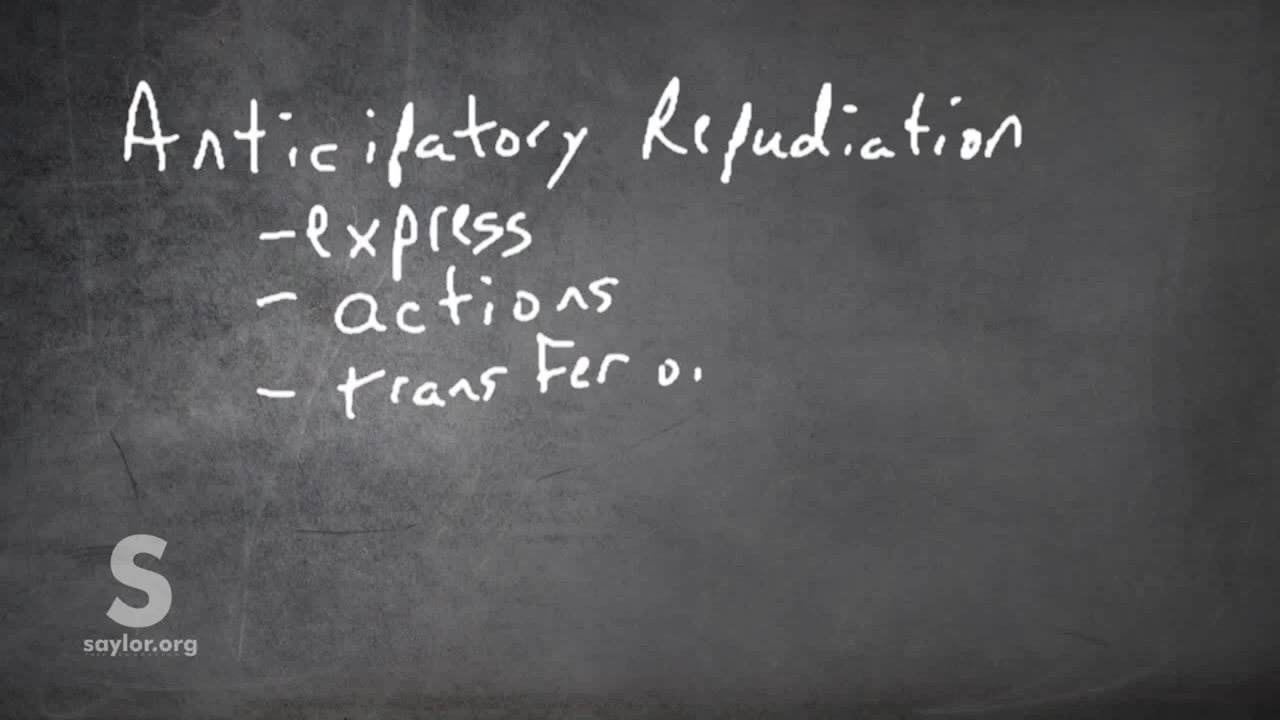 Anticipatory Repudiation
- express
- actions
- transfer
S
saylor.org